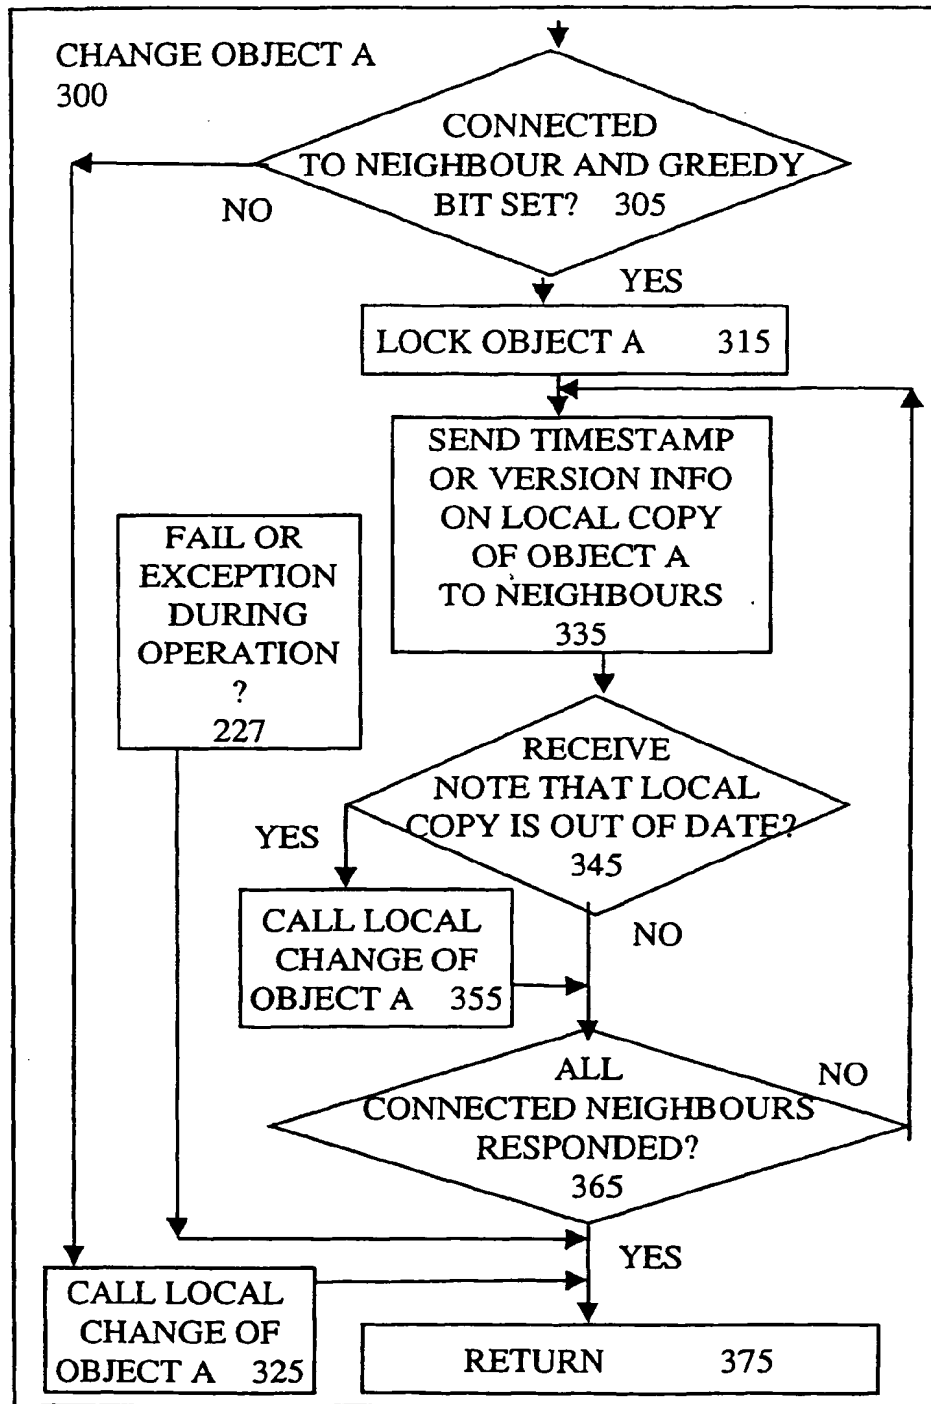 CHANGE OBJECT A
300
CONNECTED
TO NEIGHBOUR AND GREEDY
BIT SET? 305
NO
YES
LOCK OBJECT A 315
SEND TIMESTAMP
OR VERSION INFO
ON LOCAL COPY
OF OBJECT A
TO NEIGHBOURS
335
FAIL OR
EXCEPTION
DURING
OPERATION
?
227
RECEIVE
NOTE THAT LOCAL
COPY IS OUT OF DATE?
345
YES
NO
CALL LOCAL
CHANGE OF
OBJECT A 355
ALL
CONNECTED NEIGHBOURS
RESPONDED?
365
NO
YES
CALL LOCAL
CHANGE OF
OBJECT A 325
RETURN 375